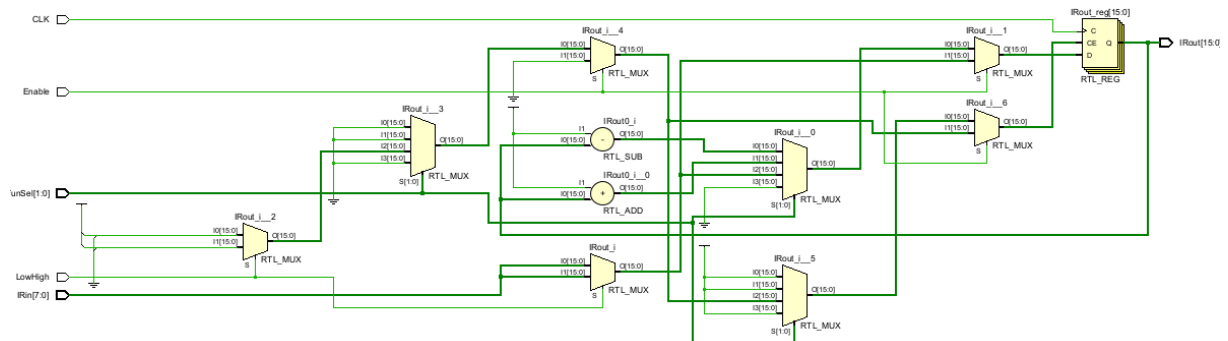 CLK
Enable
unSel[1:0]
LowHigh
IRin[7:0]
IRout_i__2
I0[15:0]
I1[15:0]
O[15:0]
S
RTL_MUX
IRout_i__3
I0[15:0]
I1[15:0]
I2[15:0]
I3[15:0]
O[15:0]
S[1:0]
RTL_MUX
IRout_i__4
I0[15:0]
I1[15:0]
O[15:0]
S
RTL_MUX
IRout0_i
I1
I0[15:0]
-
O[15:0]
RTL_SUB
IRout0_i__0
I1
I0[15:0]
+
O[15:0]
RTL_ADD
IRout_i
I0[15:0]
I1[15:0]
O[15:0]
S
RTL_MUX
IRout_i__0
I0[15:0]
I1[15:0]
I2[15:0]
I3[15:0]
O[15:0]
S[1:0]
RTL_MUX
IRout_i__5
I0[15:0]
I1[15:0]
I2[15:0]
I3[15:0]
O[15:0]
S[1:0]
RTL_MUX
IRout_i__1
I0[15:0]
I1[15:0]
O[15:0]
S
RTL_MUX
IRout_i__6
I0[15:0]
I1[15:0]
O[15:0]
S
RTL_MUX
IRout_reg[15:0]
C
CE
D
Q
RTL_REG
IRout[15:0]